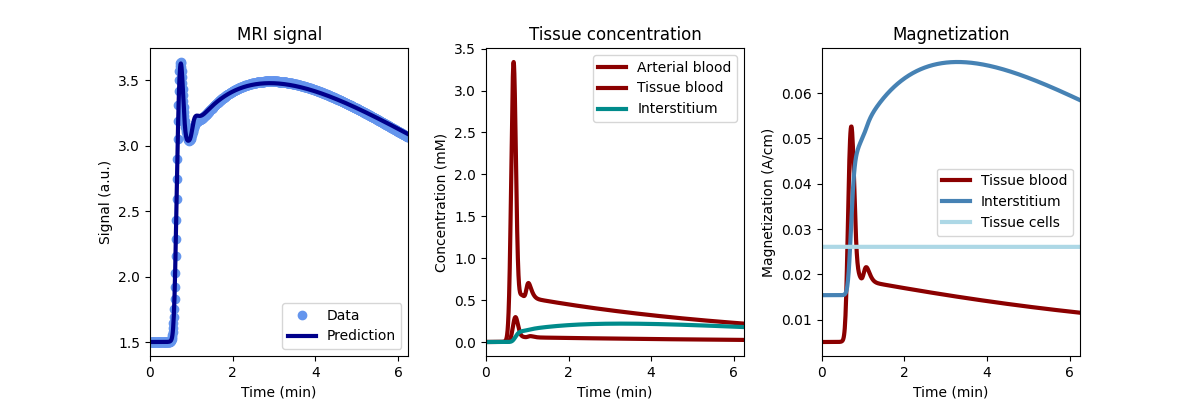 MRI signal
Signal (a.u.)
3.5
3.0
2.5
2.0
1.5
0
2
4
6
Time (min)
Data
Prediction
Tissue concentration
Concentration (mM)
3.5
3.0
2.5
2.0
1.5
1.0
0.5
0.0
0
2
4
6
Time (min)
Arterial blood
Tissue blood
Interstitium
Magnetization
Magnetization (A/cm)
0.06
0.05
0.04
0.03
0.02
0.01
0
2
4
6
Time (min)
Tissue blood
Interstitium
Tissue cells